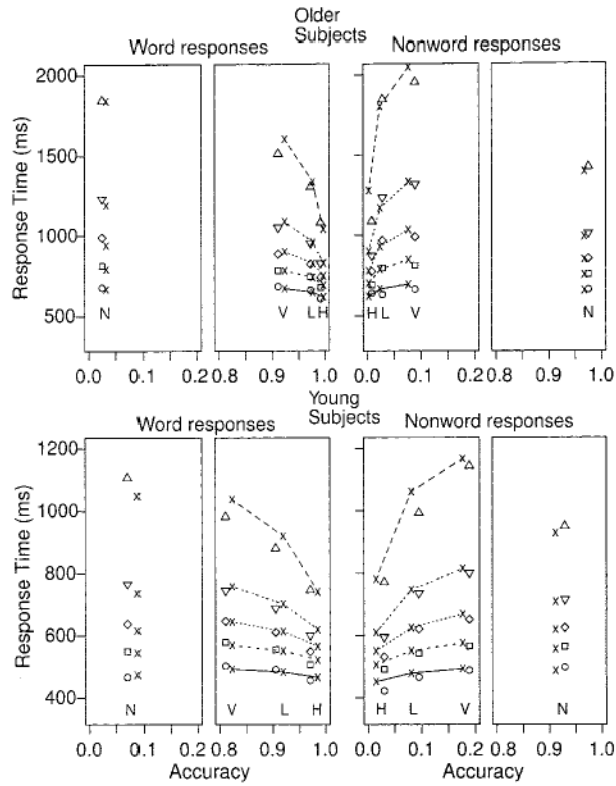 Older
Subjects
Word responses
Nonword responses
Response Time (ms)
2000
1500
1000
500
N
V L H
H L V
N
0.0 0.1 0.2 0.8 0.9 1.0 0.0 0.1 0.2 0.8 0.9 1.0
Young
Subjects
Word responses
Nonword responses
Response Time (ms)
1200
1000
800
600
400
N
V L H
H L V
N
0.0 0.1 0.2 0.8 0.9 1.0 0.0 0.1 0.2 0.8 0.9 1.0
Accuracy
Accuracy